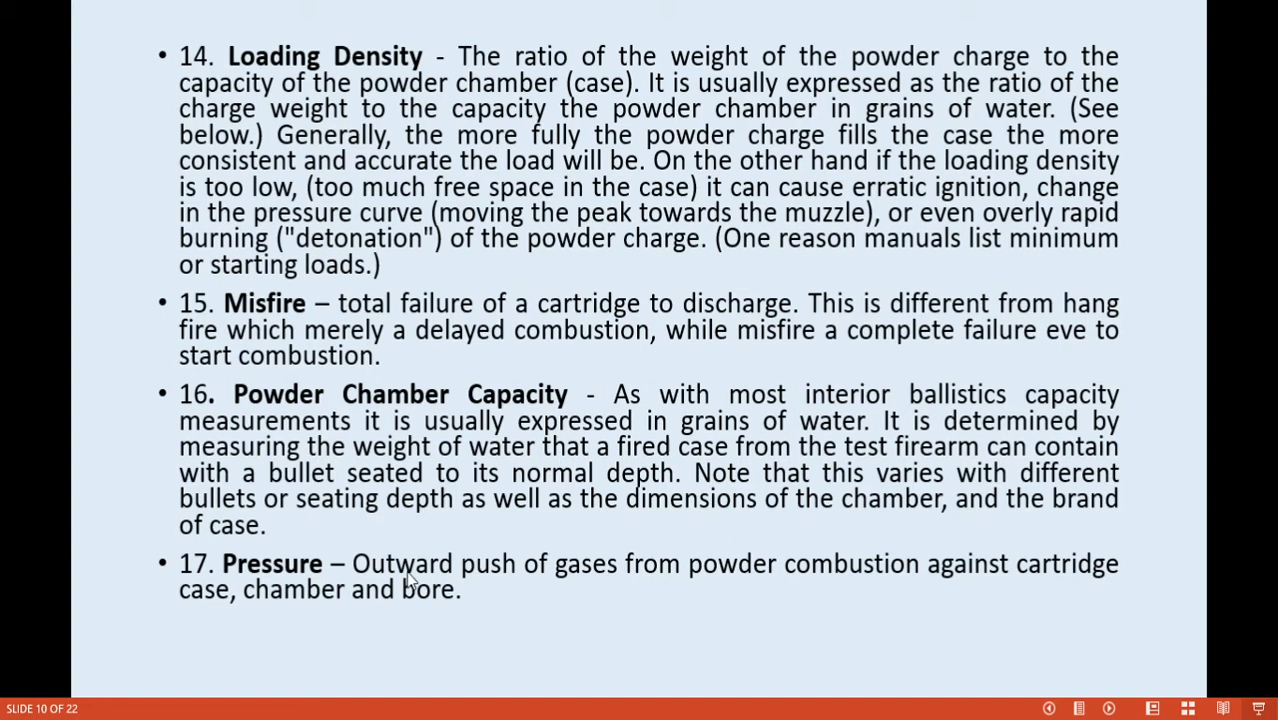 • 14. Loading Density - The ratio of the weight of the powder charge to the
capacity of the powder chamber (case). It is usually expressed as the ratio of the
charge weight to the capacity the powder chamber in grains of water. (See
below.) Generally, the more fully the powder charge fills the case the more
consistent and accurate the load will be. On the other hand if the loading density
is too low, (too much free space in the case) it can cause erratic ignition, change
in the pressure curve (moving the peak towards the muzzle), or even overly rapid
burning ("detonation") of the powder charge. (One reason manuals list minimum
or starting loads.)
• 15. Misfire – total failure of a cartridge to discharge. This is different from hang
fire which merely a delayed combustion, while misfire a complete failure eve to
start combustion.
• 16. Powder Chamber Capacity - As with most interior ballistics capacity
measurements it is usually expressed in grains of water. It is determined by
measuring the weight of water that a fired case from the test firearm can contain
with a bullet seated to its normal depth. Note that this varies with different
bullets or seating depth as well as the dimensions of the chamber, and the brand
of case.
• 17. Pressure – Outward push of gases from powder combustion against cartridge
case, chamber and bore.
SLIDE 10 OF 22